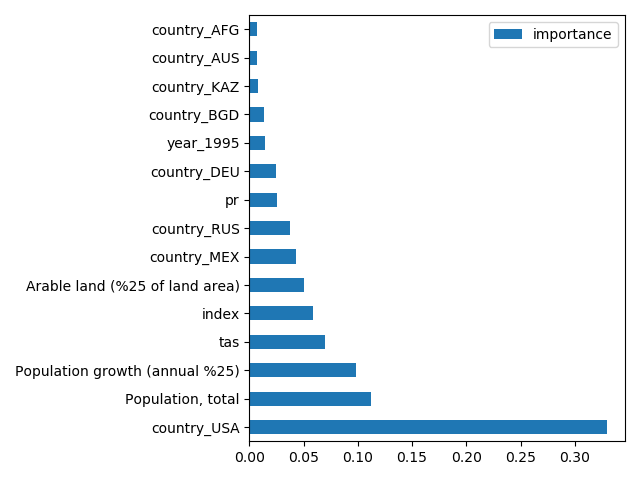 country_AFG
country_AUS
country_KAZ
country_BGD
year_1995
country_DEU
pr
country_RUS
country_MEX
Arable land (%25 of land area)
index
tas
Population growth (annual %25)
Population, total
country_USA
importance
0.00 0.05 0.10 0.15 0.20 0.25 0.30